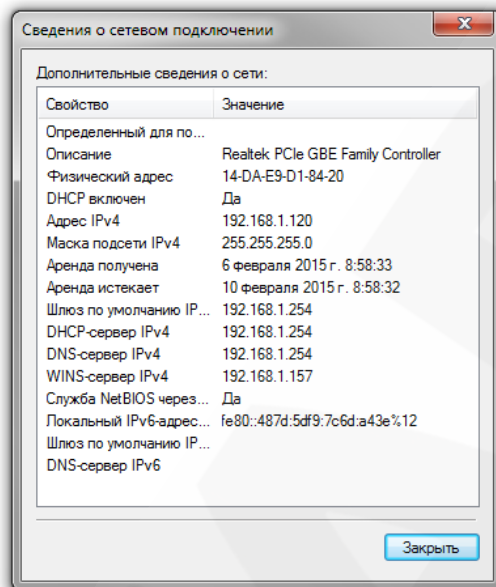 Сведения о сетевом подключении
Дополнительные сведения о сети:
Свойство Значение
Определенный для по...
Описание Realtek PCIe GBE Family Controller
Физический адрес 14-DA-E9-D1-84-20
DHCP включен Да
Адрес IPv4 192.168.1.120
Маска подсети IPv4 255.255.255.0
Аренда получена 6 февраля 2015 г. 8:58:33
Аренда истекает 10 февраля 2015 г. 8:58:32
Шлюз по умолчанию IP... 192.168.1.254
DHCP-сервер IPv4 192.168.1.254
DNS-сервер IPv4 192.168.1.254
WINS-сервер IPv4 192.168.1.157
Служба NetBIOS через... Да
Локальный IPv6-адрес... fe80::487d:5df9:7c6d:a43e%12
Шлюз по умолчанию IP...
DNS-сервер IPv6
Закрыть